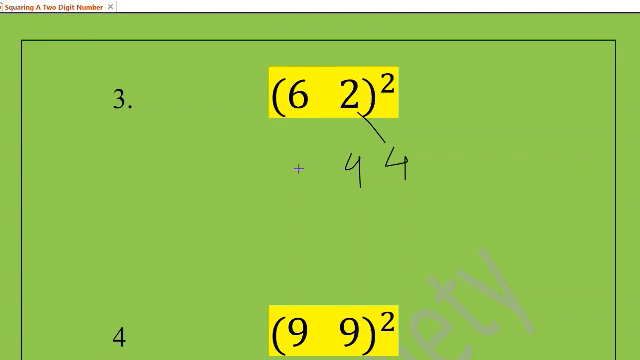 Squaring A Two Digit Number
3. (6 2)²
4 4
4 (9 9)²